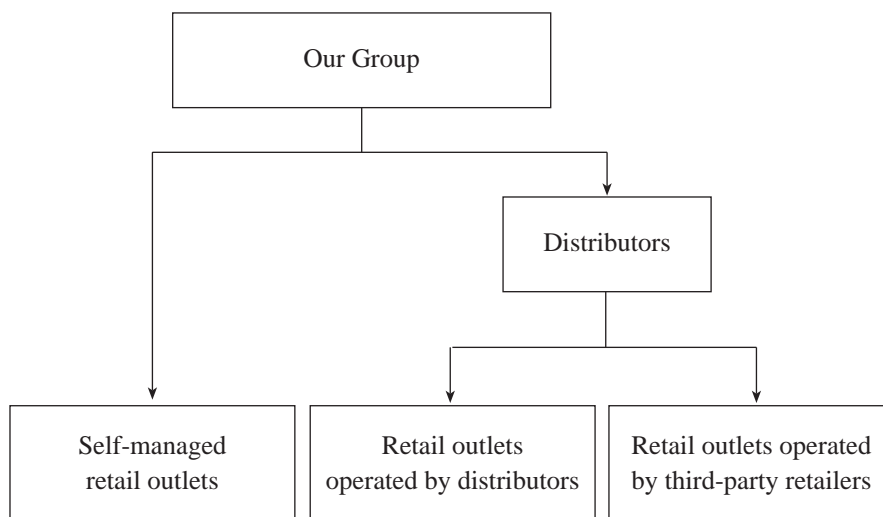 Our Group
Distributors
Self-managed
retail outlets
Retail outlets
operated by distributors
Retail outlets operated
by third-party retailers